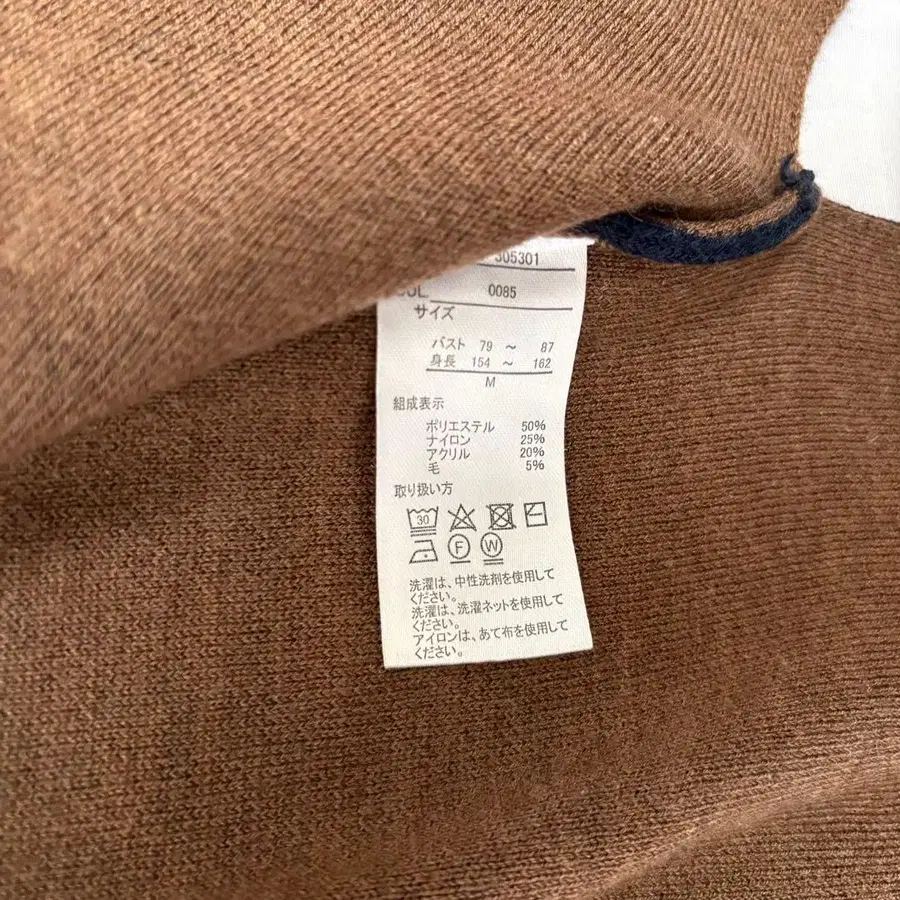 305301
COL. 0085
サイズ
バスト 79 ～ 87
身長 154 ～ 162
M
組成表示
ポリエステル 50%
ナイロン 25%
アクリル 20%
毛 5%
取り扱い方
30
F W
洗濯は、中性洗剤を使用して
ください。
洗濯は、洗濯ネットを使用して
ください。
アイロンは、あて布を使用して
ください。